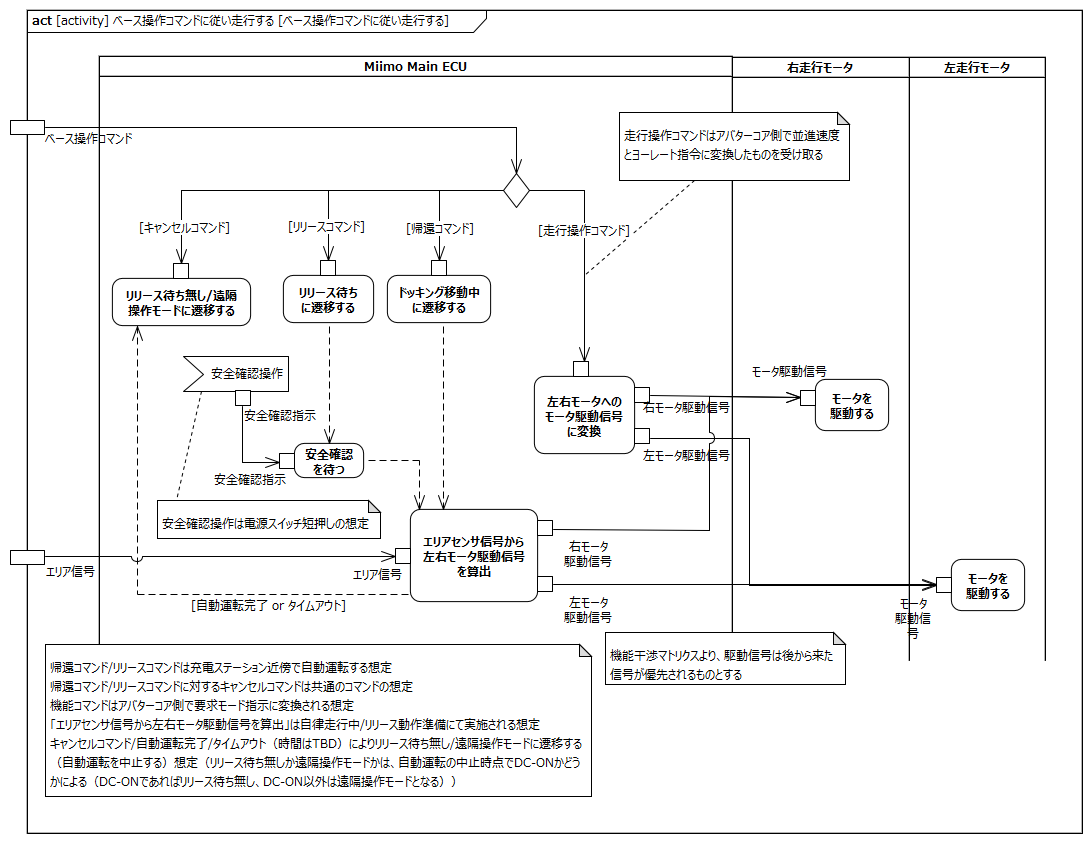 act [activity] ベース操作コマンドに従い走行する [ベース操作コマンドに従い走行する]
Miimo Main ECU
右走行モータ
左走行モータ
ベース操作コマンド
走行操作コマンドはアバターコア側で並進速度
とヨーレート指令に変換したものを受け取る
[キャンセルコマンド]
[リリースコマンド]
[帰還コマンド]
[走行操作コマンド]
リリース待ち無し/遠隔
操作モードに遷移する
リリース待ち
に遷移する
ドッキング移動中
に遷移する
安全確認操作
安全確認指示
左右モータへの
モータ駆動信号
に変換
右モータ駆動信号
左モータ駆動信号
モータ駆動信号
モータを
駆動する
安全確認
を待つ
安全確認指示
安全確認操作は電源スイッチ短押しの想定
エリアセンサ信号から
左右モータ駆動信号
を算出
右モータ
駆動信号
左モータ
駆動信号
エリア信号
エリア信号
[自動運転完了 or タイムアウト]
モータを
駆動する
モータ
駆動信
号
帰還コマンド/リリースコマンドは充電ステーション近傍で自動運転する想定
帰還コマンド/リリースコマンドに対するキャンセルコマンドは共通のコマンドの想定
機能コマンドはアバターコア側で要求モード指示に変換される想定
「エリアセンサ信号から左右モータ駆動信号を算出」は自律走行中/リリース動作準備にて実施される想定
キャンセルコマンド/自動運転完了/タイムアウト（時間はTBD）によりリリース待ち無し/遠隔操作モードに遷移する
（自動運転を中止する）想定（リリース待ち無しか遠隔操作モードかは、自動運転の中止時点でDC-ONかどう
かによる（DC-ONであればリリース待ち無し、DC-ON以外は遠隔操作モードとなる））
機能干渉マトリクスより、駆動信号は後から来た
信号が優先されるものとする